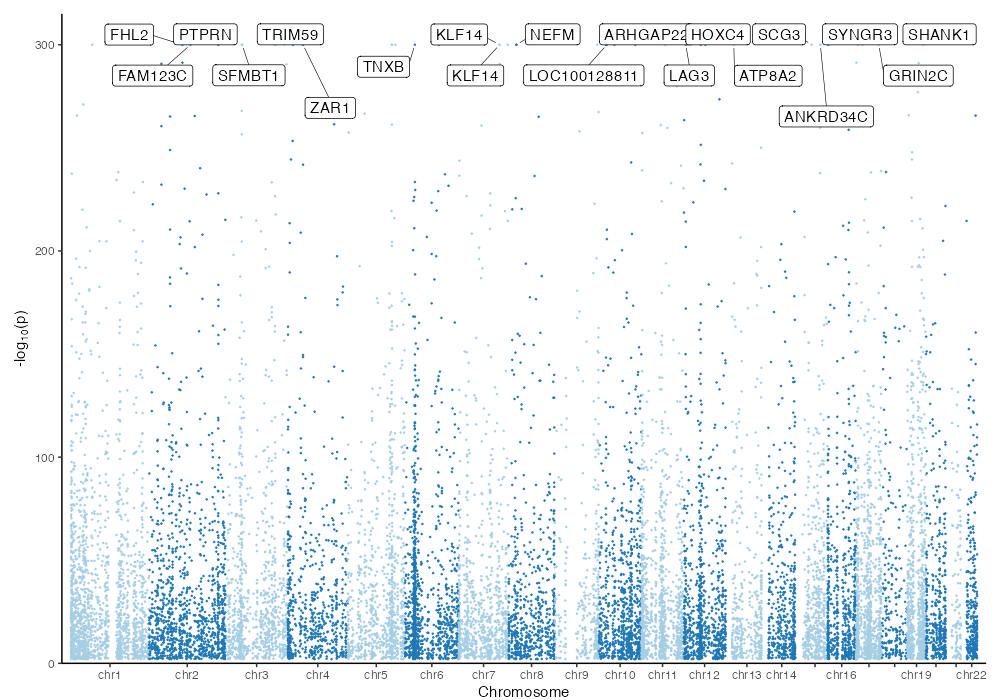 FHL2
PTPRN
TRIM59
KLF14
NEFM
ARHGAP22
HOXC4
SCG3
SYNGR3
SHANK1
FAM123C
SFMBT1
TNXB
KLF14
LOC100128811
LAG3
ATP8A2
GRIN2C
ZAR1
ANKRD34C
300
200
100
0
-log10(p)
chr1 chr2 chr3 chr4 chr5 chr6 chr7 chr8 chr9 chr10 chr11 chr12 chr13 chr14 chr16 chr19 chr22
Chromosome